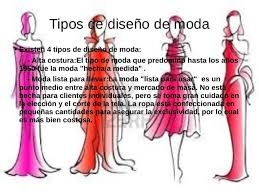 Tipos de diseño de moda
Existen 4 tipos de diseño de moda:
- Alta costura:El tipo de moda que predominó hasta los años
1950 fue la moda "hecha a medida" .
- Moda lista para llevar:La moda "lista para usar" es un
punto medio entre alta costura y mercado de masa. No está
hecha para clientes individuales, pero se toma gran cuidado en
la elección y el corte de la tela. La ropa está confeccionada en
pequeñas cantidades para asegurar la exclusividad, por lo cual
es más bien costosa.